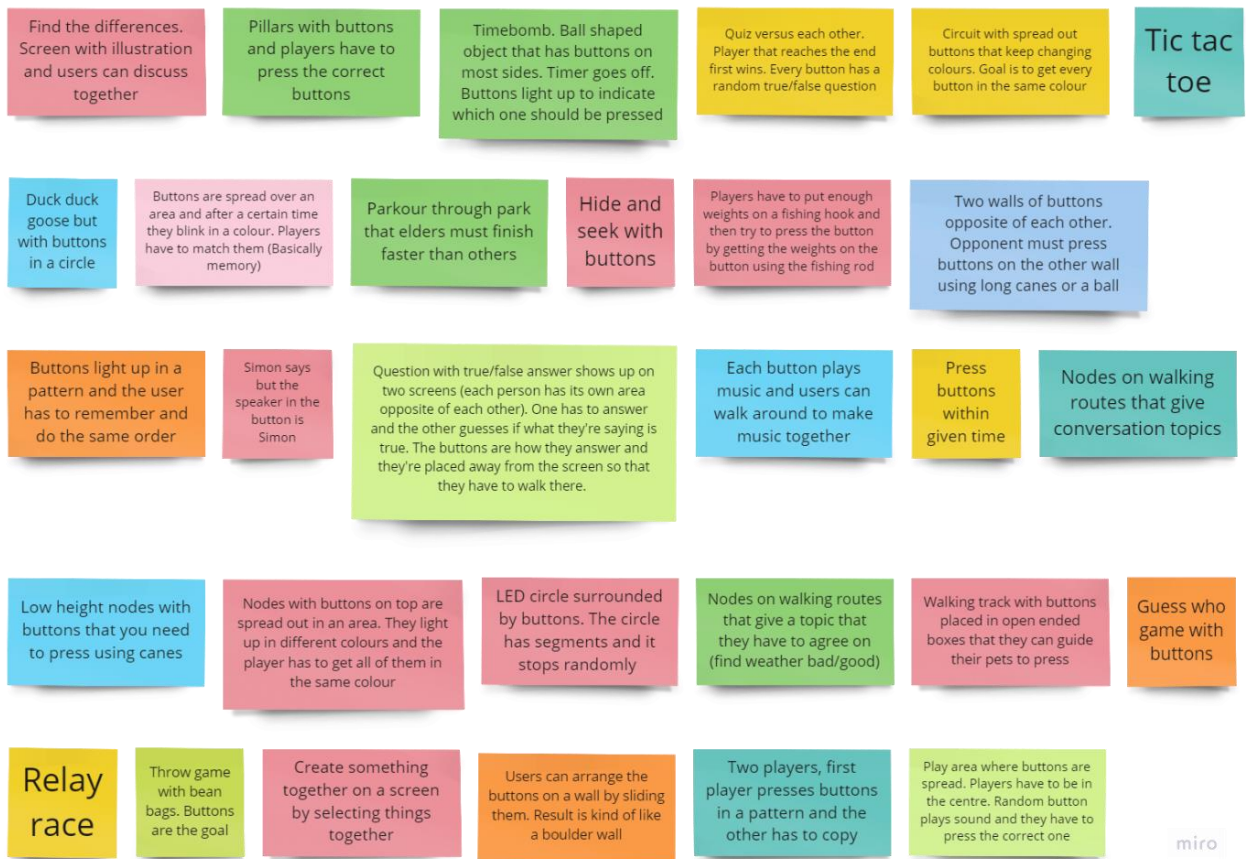 Find the differences.
Screen with illustration
and users can discuss
together
Pillars with buttons
and players have to
press the correct
buttons
Timebomb. Ball shaped
object that has buttons on
most sides. Timer goes off.
Buttons light up to indicate
which one should be pressed
Quiz versus each other.
Player that reaches the end
first wins. Every button has a
random true/false question
Circuit with spread out
buttons that keep changing
colours. Goal is to get every
button in the same colour
Tic tac
toe
Duck duck
goose but
with buttons
in a circle
Buttons are spread over an
area and after a certain time
they blink in a colour. Players
have to match them (Basically
memory)
Parkour through park
that elders must finish
faster than others
Hide and
seek with
buttons
Players have to put enough
weights on a fishing hook and
then try to press the button
by getting the weights on the
button using the fishing rod
Two walls of buttons
opposite of each other.
Opponent must press
buttons on the other wall
using long canes or a ball
Buttons light up in a
pattern and the user
has to remember and
do the same order
Simon says
but the
speaker in the
button is
Simon
Question with true/false answer shows up on
two screens (each person has its own area
opposite of each other). One has to answer
and the other guesses if what they're saying is
true. The buttons are how they answer and
they're placed away from the screen so that
they have to walk there.
Each button plays
music and users can
walk around to make
music together
Press
buttons
within
given time
Nodes on walking
routes that give
conversation topics
Low height nodes with
buttons that you need
to press using canes
Nodes with buttons on top are
spread out in an area. They light
up in different colours and the
player has to get all of them in
the same colour
LED circle surrounded
by buttons. The circle
has segments and it
stops randomly
Nodes on walking routes
that give a topic that
they have to agree on
(find weather bad/good)
Walking track with buttons
placed in open ended
boxes that they can guide
their pets to press
Guess who
game with
buttons
Relay
race
Throw game
with bean
bags. Buttons
are the goal
Create something
together on a screen
by selecting things
together
Users can arrange the
buttons on a wall by sliding
them. Result is kind of like
a boulder wall
Two players, first
player presses buttons
in a pattern and the
other has to copy
Play area where buttons are
spread. Players have to be in
the centre. Random button
plays sound and they have to
press the correct one
miro